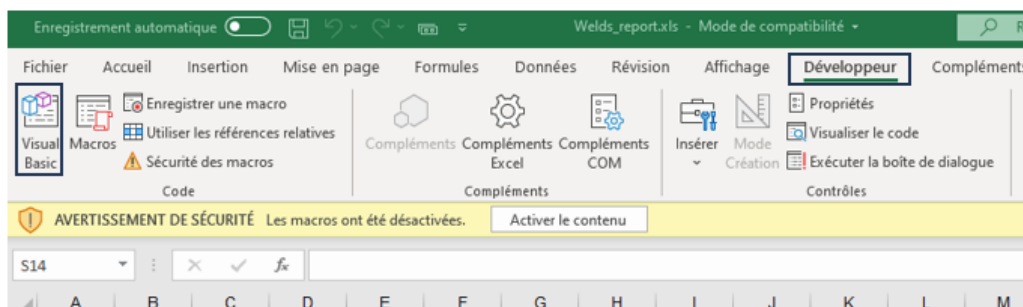 Enregistrement automatique
Welds_report.xls - Mode de compatibilité
Fichier Accueil Insertion Mise en page Formules Données Révision Affichage Développeur Compléments
Visual Basic
Macros
Enregistrer une macro
Utiliser les références relatives
Sécurité des macros
Code
Compléments
Compléments Excel
Compléments COM
Compléments
Insérer
Mode Création
Propriétés
Visualiser le code
Exécuter la boîte de dialogue
Contrôles
AVERTISSEMENT DE SÉCURITÉ Les macros ont été désactivées. Activer le contenu
S14 fx
A B C D E F G H I J K L M